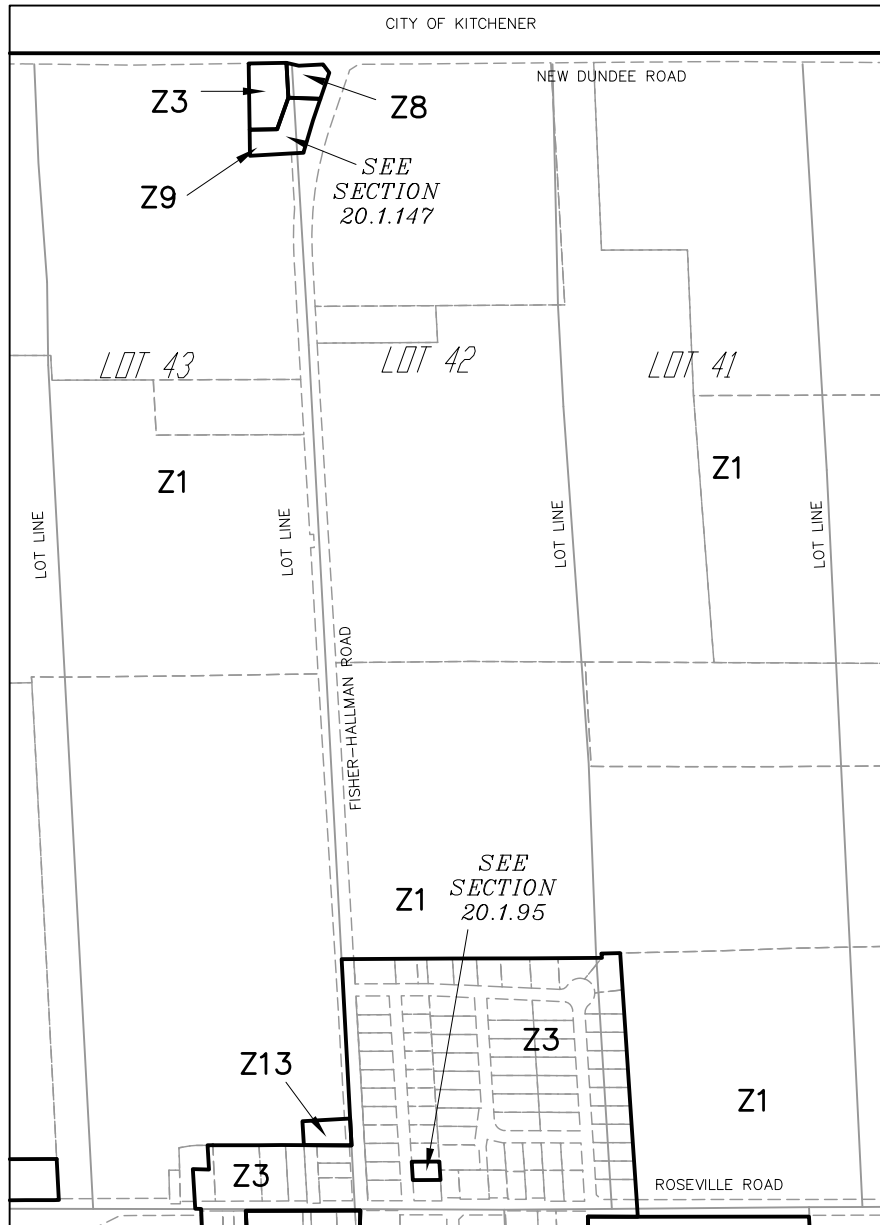 CITY OF KITCHENER
NEW DUNDEE ROAD
Z3
Z8
SEE
SECTION
20.1.147
Z9
LOT 43
LOT 42
LOT 41
Z1
Z1
LOT LINE
LOT LINE
LOT LINE
LOT LINE
FISHER-HALLMAN ROAD
SEE
SECTION
20.1.95
Z1
Z3
Z13
Z1
Z3
ROSEVILLE ROAD